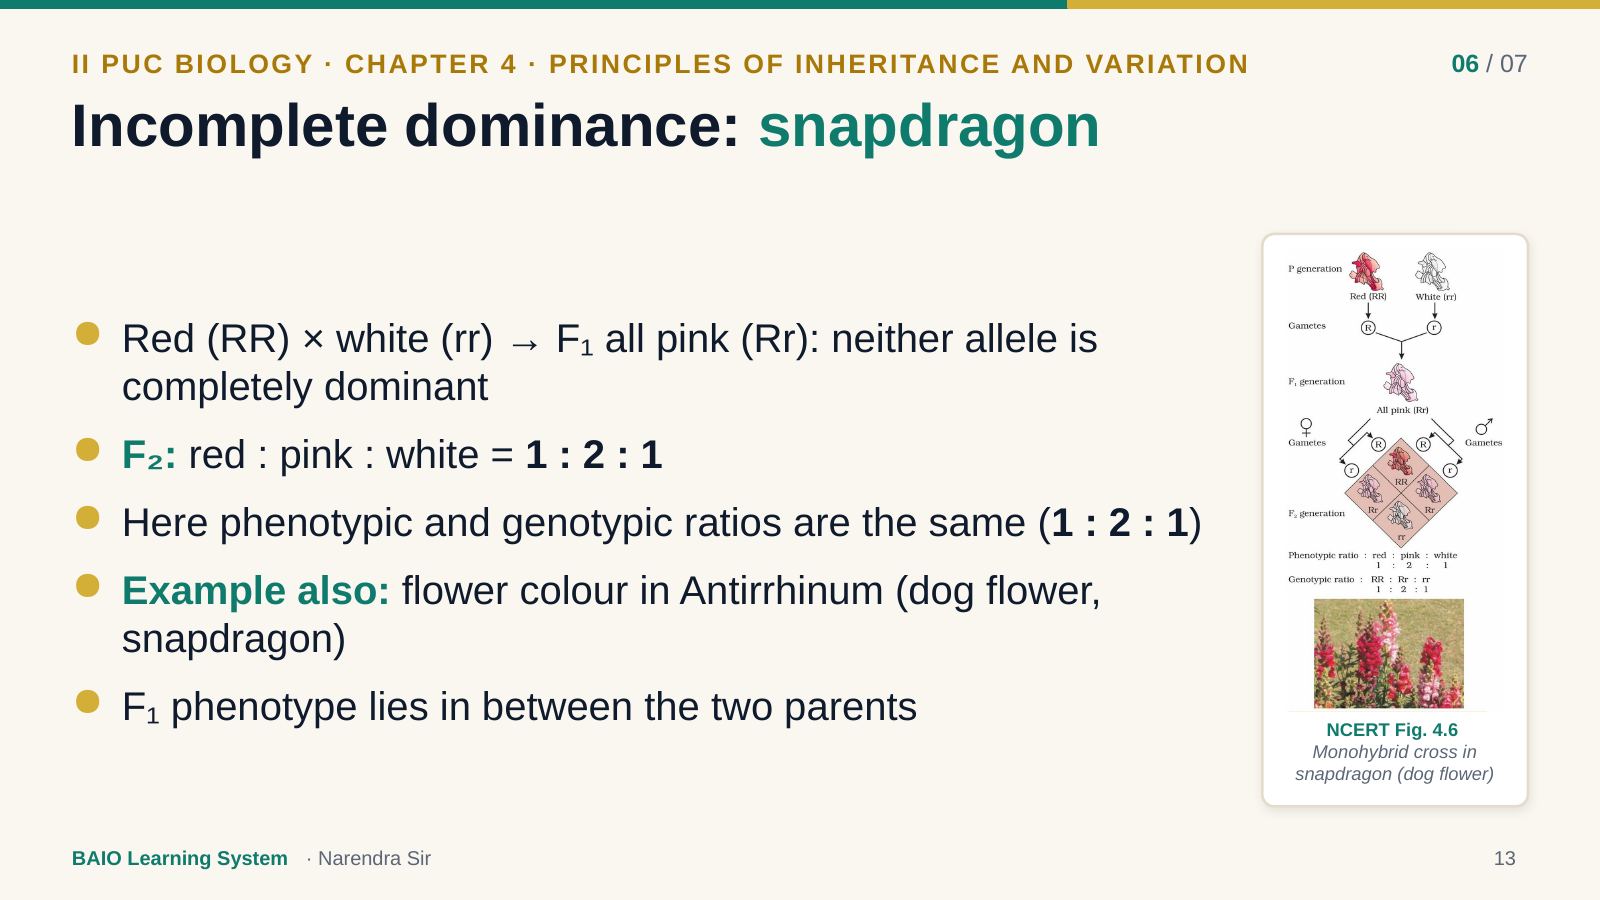 II PUC BIOLOGY · CHAPTER 4 · PRINCIPLES OF INHERITANCE AND VARIATION
06 / 07
Incomplete dominance: snapdragon
Red (RR) × white (rr) → F₁ all pink (Rr): neither allele is
completely dominant
F₂: red : pink : white = 1 : 2 : 1
Here phenotypic and genotypic ratios are the same (1 : 2 : 1)
Example also: flower colour in Antirrhinum (dog flower,
snapdragon)
F₁ phenotype lies in between the two parents
P generation
Red (RR) White (rr)
Gametes R r
F₁ generation
All pink (Rr)
♀ ♂
Gametes R R Gametes
r r
RR
Rr Rr
F₂ generation
rr
Phenotypic ratio : red : pink : white
1 : 2 : 1
Genotypic ratio : RR : Rr : rr
1 : 2 : 1
NCERT Fig. 4.6
Monohybrid cross in
snapdragon (dog flower)
BAIO Learning System · Narendra Sir
13